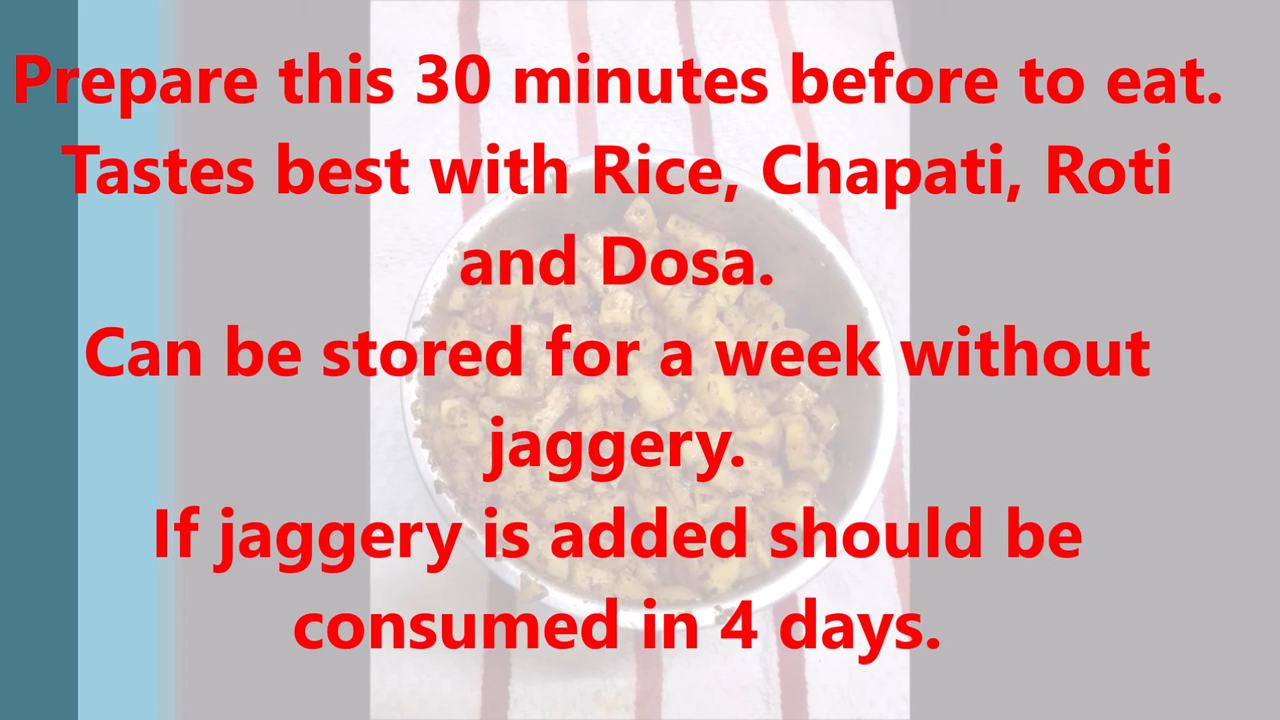 Prepare this 30 minutes before to eat.
Tastes best with Rice, Chapati, Roti
and Dosa.
Can be stored for a week without
jaggery.
If jaggery is added should be
consumed in 4 days.